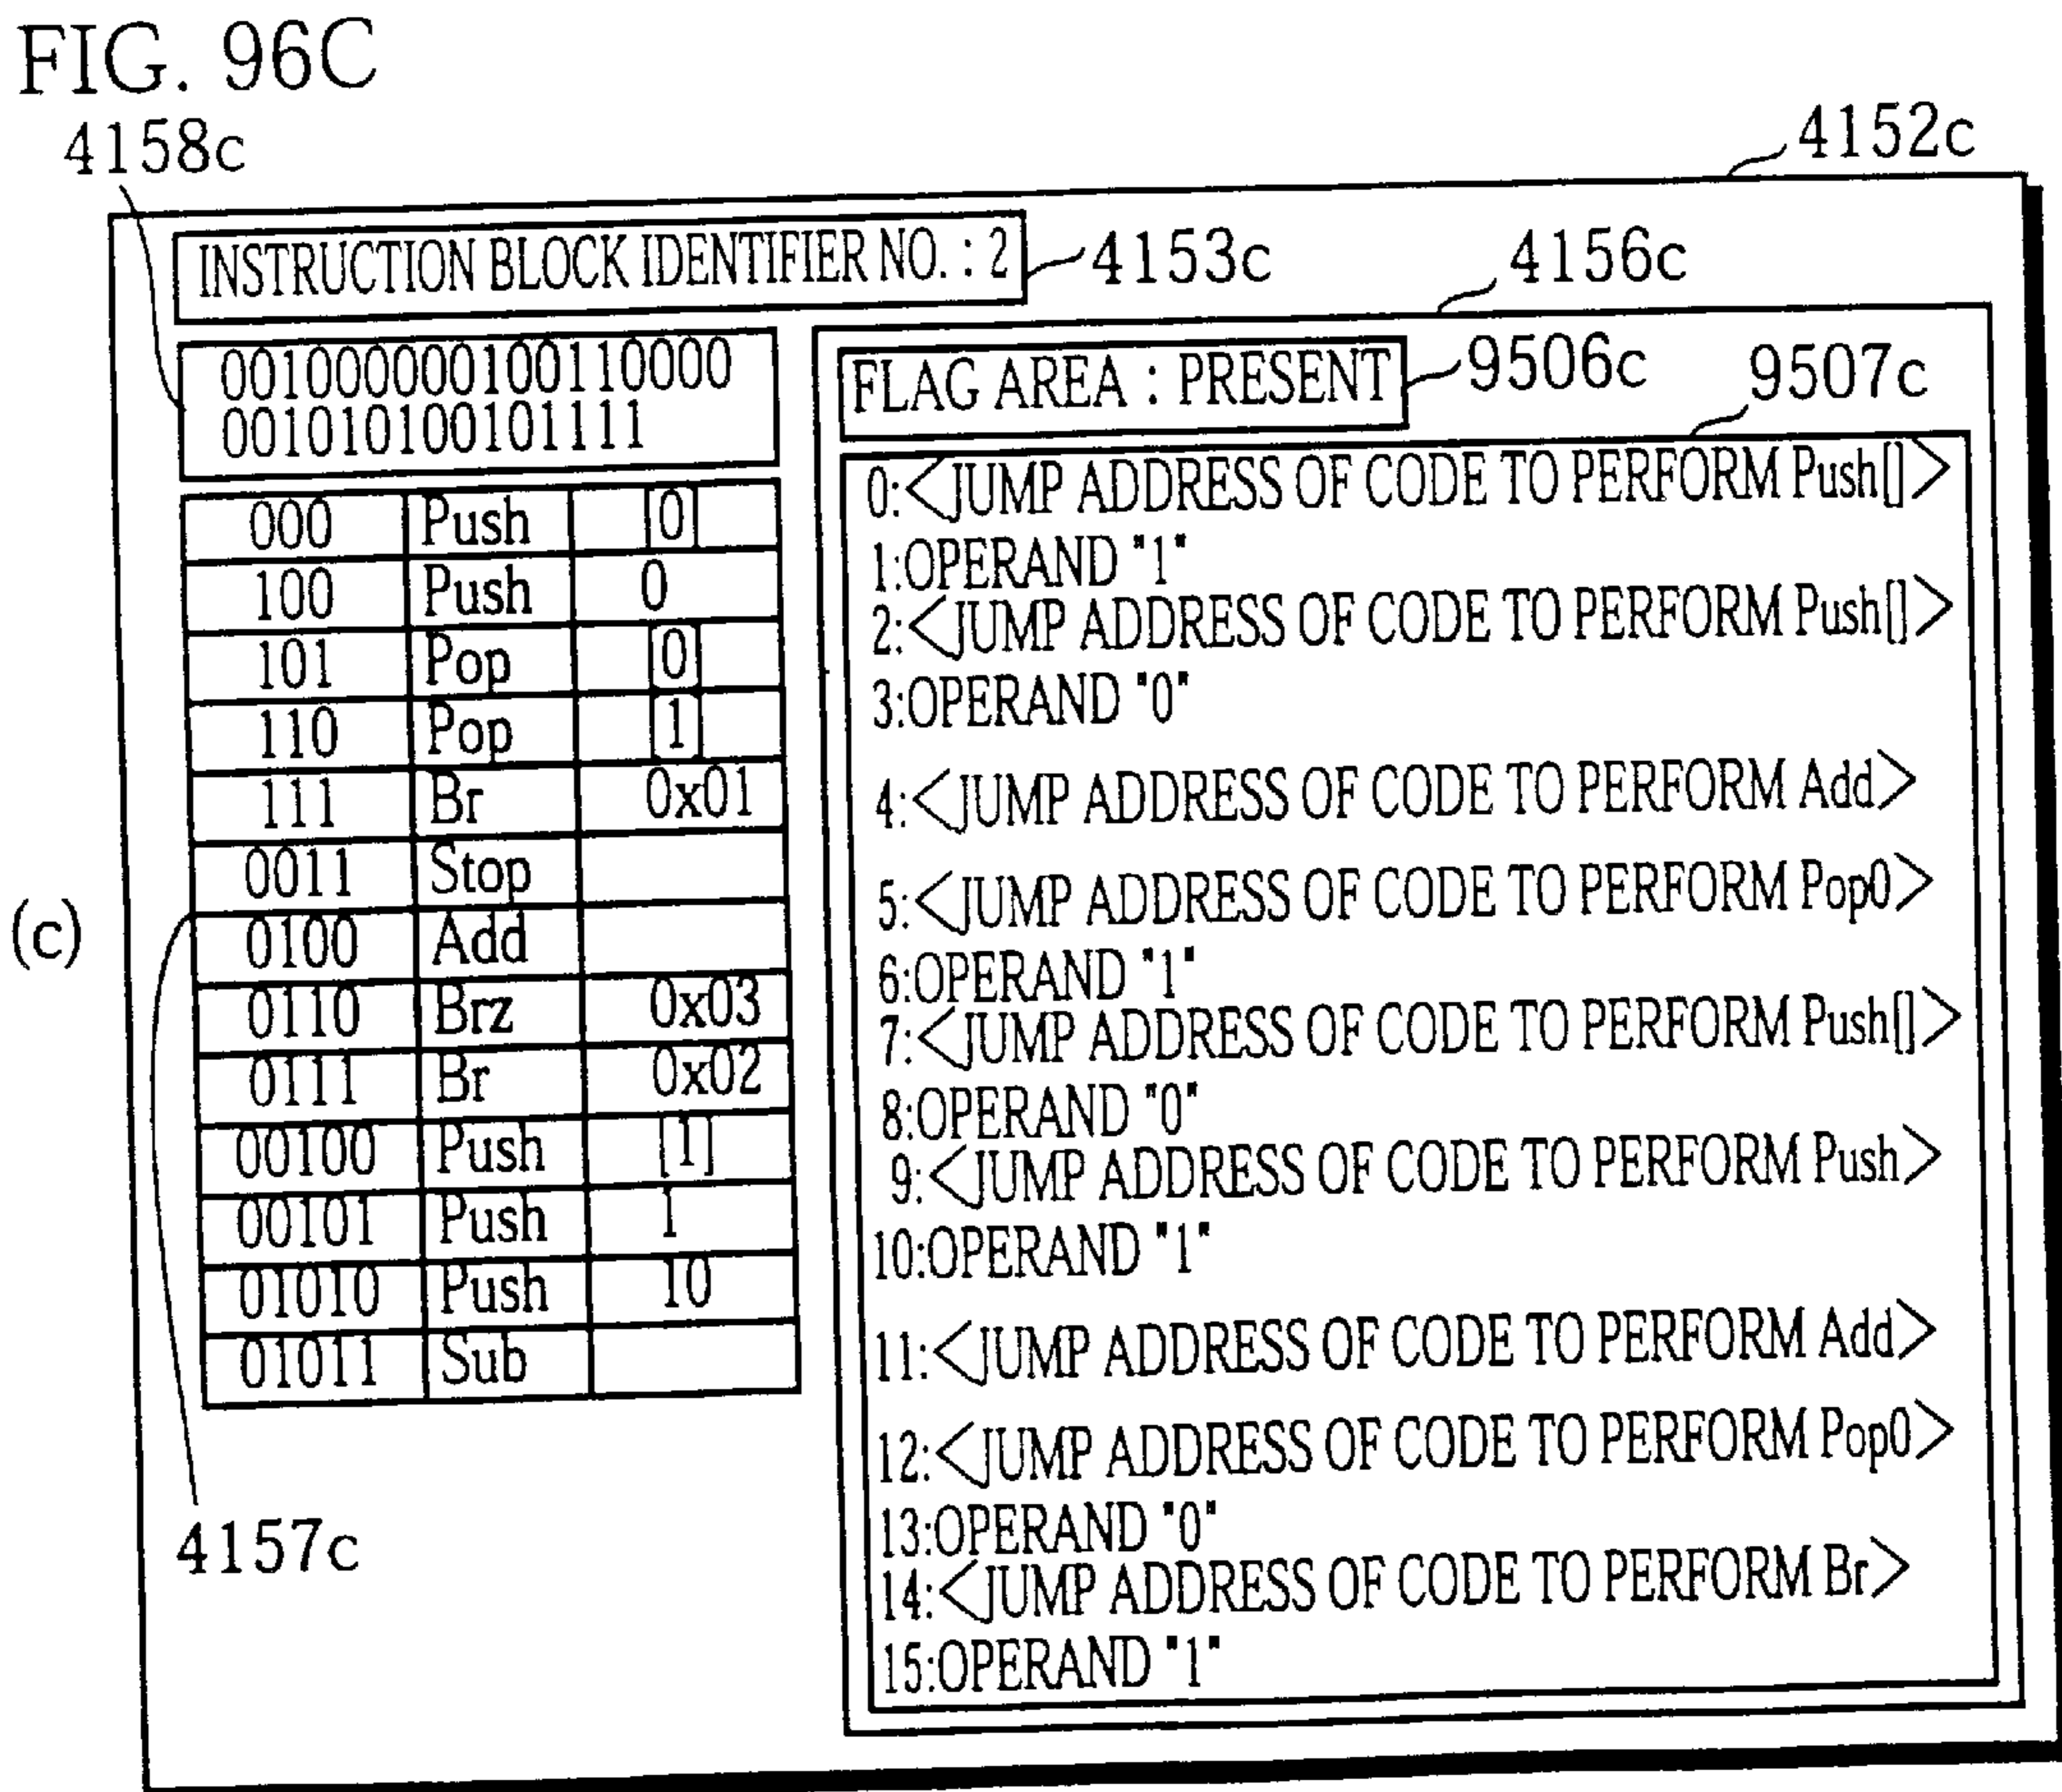 FIG. 96C
4158c
4152c
INSTRUCTION BLOCK IDENTIFIER NO. : 2
4153c
4156c
001000000100110000
001010100101111
FLAG AREA : PRESENT
9506c
9507c
000 Push [0]
100 Push 0
101 Pop [0]
110 Pop [1]
111 Br 0x01
0011 Stop
0100 Add
0110 Brz 0x03
0111 Br 0x02
00100 Push [1]
00101 Push 1
01010 Push 10
01011 Sub
(c)
4157c
0:<JUMP ADDRESS OF CODE TO PERFORM Push[]>
1:OPERAND "1"
2:<JUMP ADDRESS OF CODE TO PERFORM Push[]>
3:OPERAND "0"
4:<JUMP ADDRESS OF CODE TO PERFORM Add>
5:<JUMP ADDRESS OF CODE TO PERFORM Pop0>
6:OPERAND "1"
7:<JUMP ADDRESS OF CODE TO PERFORM Push[]>
8:OPERAND "0"
9:<JUMP ADDRESS OF CODE TO PERFORM Push>
10:OPERAND "1"
11:<JUMP ADDRESS OF CODE TO PERFORM Add>
12:<JUMP ADDRESS OF CODE TO PERFORM Pop0>
13:OPERAND "0"
14:<JUMP ADDRESS OF CODE TO PERFORM Br>
15:OPERAND "1"